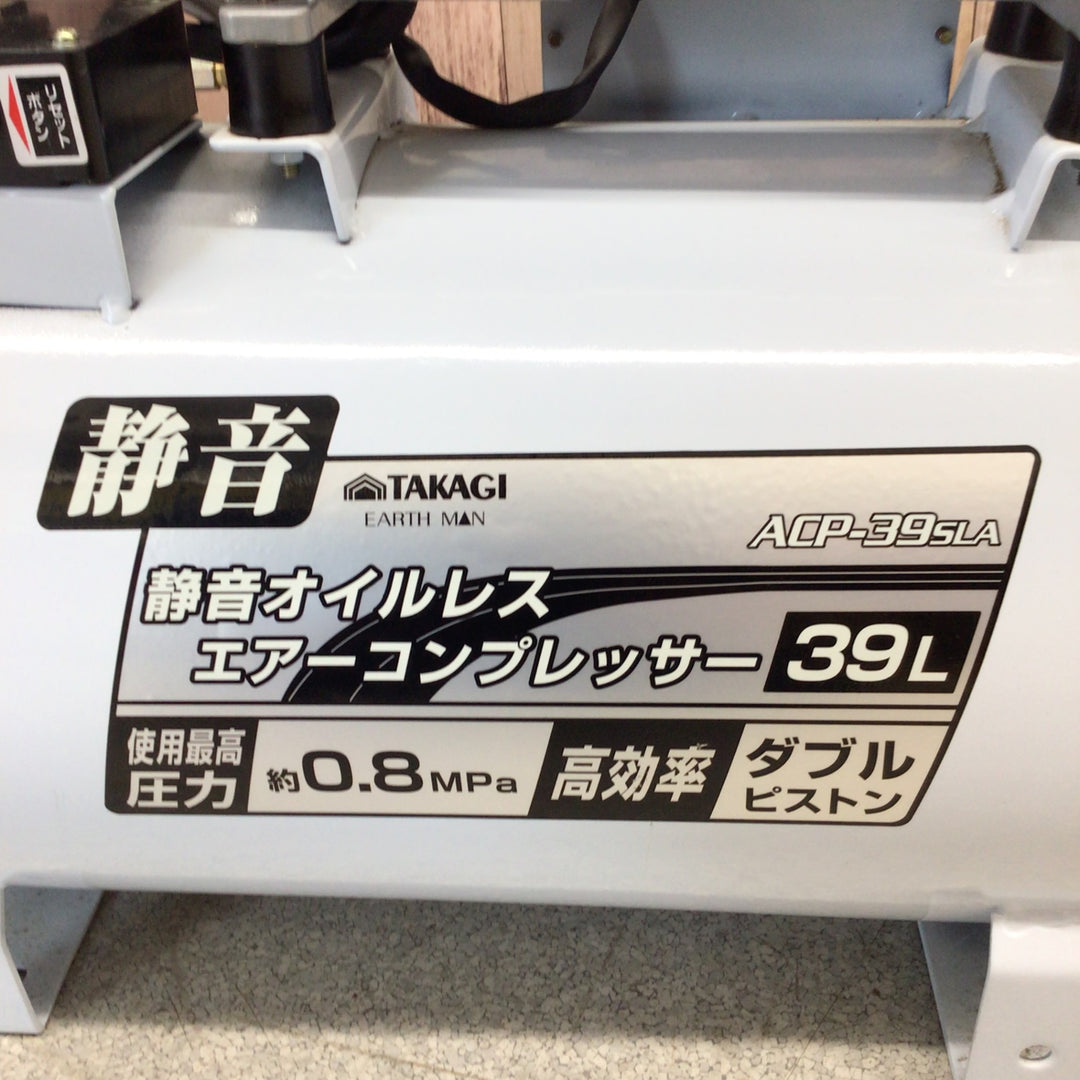 リセット
ボタン
静音
TAKAGI
EARTH MAN
ACP-39SLA
静音オイルレス
エアーコンプレッサー 39L
使用最高
圧力
約0.8MPa
高効率
ダブル
ピストン